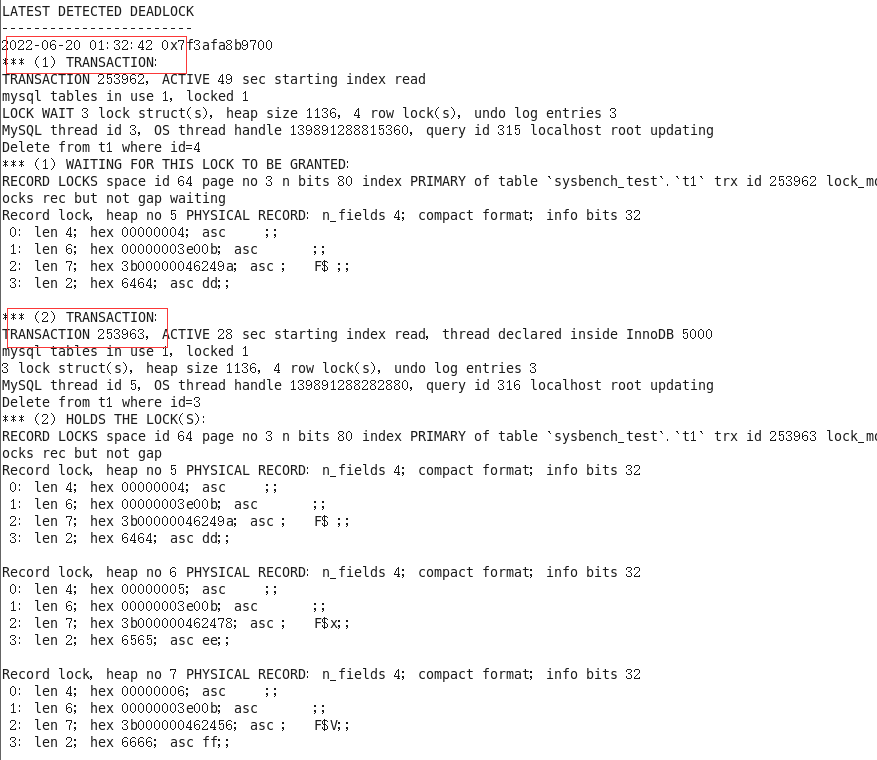 LATEST DETECTED DEADLOCK
------------------------
2022-06-20 01:32:42 0x7f3afa8b9700
*** (1) TRANSACTION:
TRANSACTION 253962, ACTIVE 49 sec starting index read
mysql tables in use 1, locked 1
LOCK WAIT 3 lock struct(s), heap size 1136, 4 row lock(s), undo log entries 3
MySQL thread id 3, OS thread handle 139891288815360, query id 315 localhost root updating
Delete from t1 where id=4
*** (1) WAITING FOR THIS LOCK TO BE GRANTED:
RECORD LOCKS space id 64 page no 3 n bits 80 index PRIMARY of table `sysbench_test`.`t1` trx id 253962 lock_mo
ocks rec but not gap waiting
Record lock, heap no 5 PHYSICAL RECORD: n_fields 4; compact format; info bits 32
0: len 4; hex 00000004; asc     ;;
1: len 6; hex 00000003e00b; asc       ;;
2: len 7; hex 3b00000046249a; asc ;   F$ ;;
3: len 2; hex 6464; asc dd;;

*** (2) TRANSACTION:
TRANSACTION 253963, ACTIVE 28 sec starting index read, thread declared inside InnoDB 5000
mysql tables in use 1, locked 1
3 lock struct(s), heap size 1136, 4 row lock(s), undo log entries 3
MySQL thread id 5, OS thread handle 139891288282880, query id 316 localhost root updating
Delete from t1 where id=3
*** (2) HOLDS THE LOCK(S):
RECORD LOCKS space id 64 page no 3 n bits 80 index PRIMARY of table `sysbench_test`.`t1` trx id 253963 lock_mo
ocks rec but not gap
Record lock, heap no 5 PHYSICAL RECORD: n_fields 4; compact format; info bits 32
0: len 4; hex 00000004; asc     ;;
1: len 6; hex 00000003e00b; asc       ;;
2: len 7; hex 3b00000046249a; asc ;   F$ ;;
3: len 2; hex 6464; asc dd;;

Record lock, heap no 6 PHYSICAL RECORD: n_fields 4; compact format; info bits 32
0: len 4; hex 00000005; asc     ;;
1: len 6; hex 00000003e00b; asc       ;;
2: len 7; hex 3b000000462478; asc ;   F$x;;
3: len 2; hex 6565; asc ee;;

Record lock, heap no 7 PHYSICAL RECORD: n_fields 4; compact format; info bits 32
0: len 4; hex 00000006; asc     ;;
1: len 6; hex 00000003e00b; asc       ;;
2: len 7; hex 3b000000462456; asc ;   F$V;;
3: len 2; hex 6666; asc ff;;